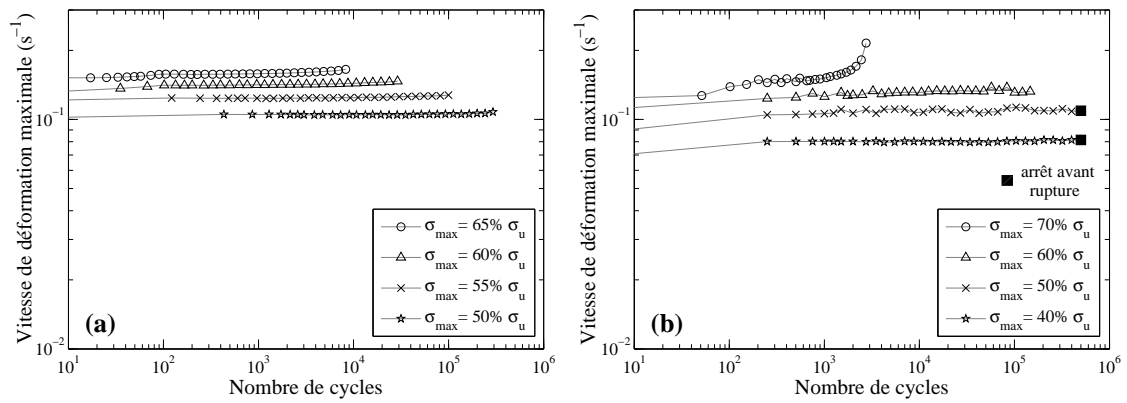 Vitesse de déformation maximale (s⁻¹)
10⁻¹
10⁻²
10¹ 10² 10³ 10⁴ 10⁵ 10⁶
Nombre de cycles
(a)
σmax= 65% σu
σmax= 60% σu
σmax= 55% σu
σmax= 50% σu
Vitesse de déformation maximale (s⁻¹)
10⁻¹
10⁻²
10¹ 10² 10³ 10⁴ 10⁵ 10⁶
Nombre de cycles
(b)
arrêt avant
rupture
σmax= 70% σu
σmax= 60% σu
σmax= 50% σu
σmax= 40% σu